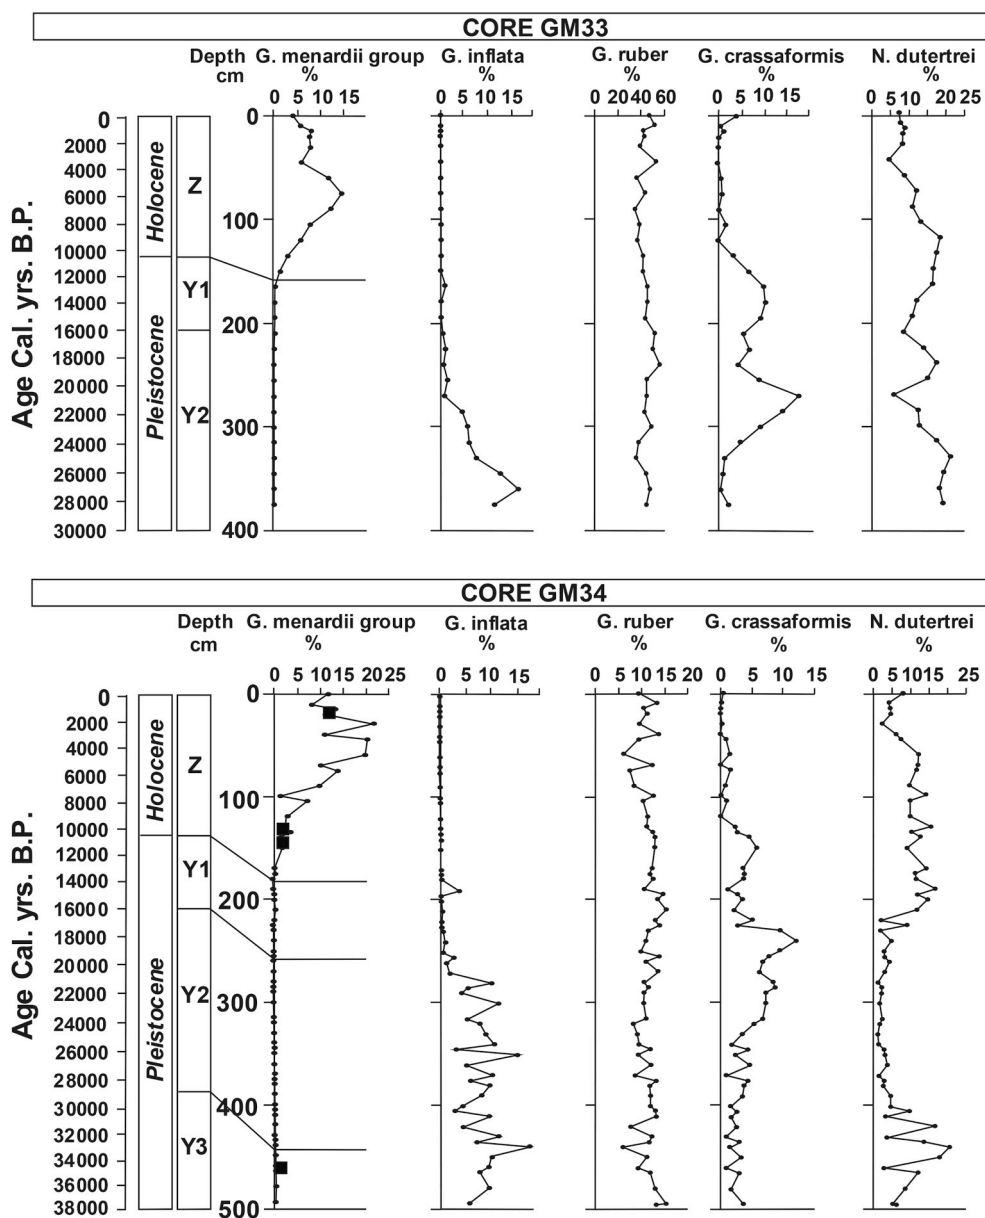 CORE GM33
Depth G. menardii group G. inflata G. ruber G. crassaformis N. dutertrei
cm % % % % %
0 5 10 15 0 5 10 15 0 20 40 60 0 5 10 15 0 5 10 20 25
Age Cal. yrs. B.P.
0
2000
4000
6000
8000
10000
12000
14000
16000
18000
20000
22000
24000
26000
28000
30000
Holocene
Pleistocene
Z
Y1
Y2
0
100
200
300
400
CORE GM34
Depth G. menardii group G. inflata G. ruber G. crassaformis N. dutertrei
cm % % % % %
0 5 10 15 20 25 0 5 10 15 0 5 10 15 20 0 5 10 15 0 5 10 15 25
Age Cal. yrs. B.P.
0
2000
4000
6000
8000
10000
12000
14000
16000
18000
20000
22000
24000
26000
28000
30000
32000
34000
36000
38000
Holocene
Pleistocene
Z
Y1
Y2
Y3
0
100
200
300
400
500